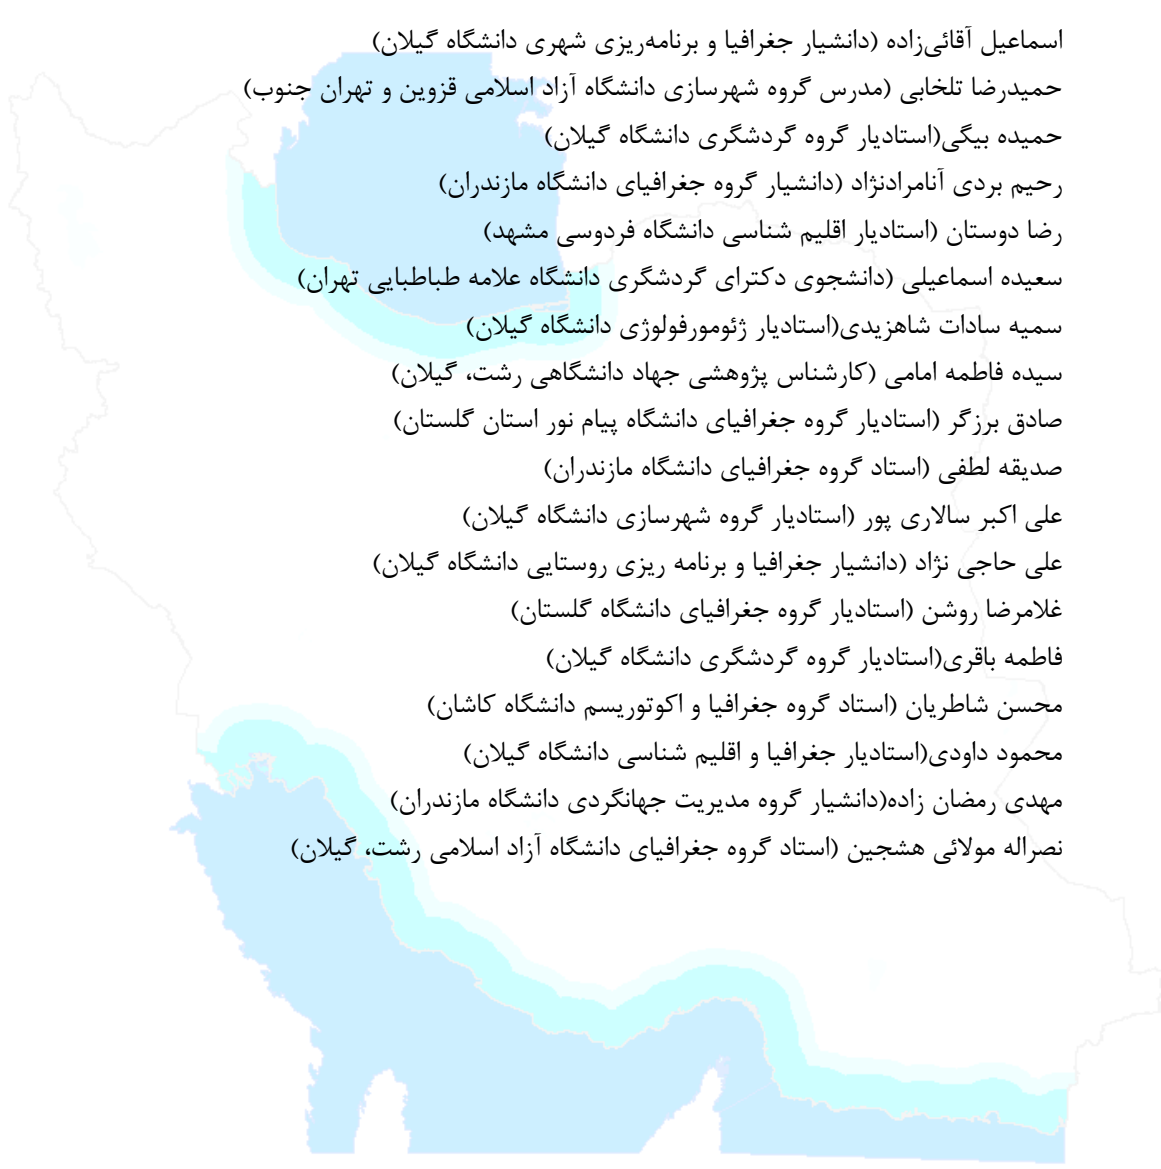 اسماعیل آقائی‌زاده (دانشیار جغرافیا و برنامه‌ریزی شهری دانشگاه گیلان)
حمیدرضا تلخابی (مدرس گروه شهرسازی دانشگاه آزاد اسلامی قزوین و تهران جنوب)
حمیده بیگی(استادیار گروه گردشگری دانشگاه گیلان)
رحیم بردی آنامرادنژاد (دانشیار گروه جغرافیای دانشگاه مازندران)
رضا دوستان (استادیار اقلیم شناسی دانشگاه فردوسی مشهد)
سعیده اسماعیلی (دانشجوی دکترای گردشگری دانشگاه علامه طباطبایی تهران)
سمیه سادات شاهزیدی(استادیار ژئومورفولوژی دانشگاه گیلان)
سیده فاطمه امامی (کارشناس پژوهشی جهاد دانشگاهی رشت، گیلان)
صادق برزگر (استادیار گروه جغرافیای دانشگاه پیام نور استان گلستان)
صدیقه لطفی (استاد گروه جغرافیای دانشگاه مازندران)
علی اکبر سالاری پور (استادیار گروه شهرسازی دانشگاه گیلان)
علی حاجی نژاد (دانشیار جغرافیا و برنامه ریزی روستایی دانشگاه گیلان)
غلامرضا روشن (استادیار گروه جغرافیای دانشگاه گلستان)
فاطمه باقری(استادیار گروه گردشگری دانشگاه گیلان)
محسن شاطریان (استاد گروه جغرافیا و اکوتوریسم دانشگاه کاشان)
محمود داودی(استادیار جغرافیا و اقلیم شناسی دانشگاه گیلان)
مهدی رمضان زاده(دانشیار گروه مدیریت جهانگردی دانشگاه مازندران)
نصراله مولائی هشجین (استاد گروه جغرافیای دانشگاه آزاد اسلامی رشت، گیلان)